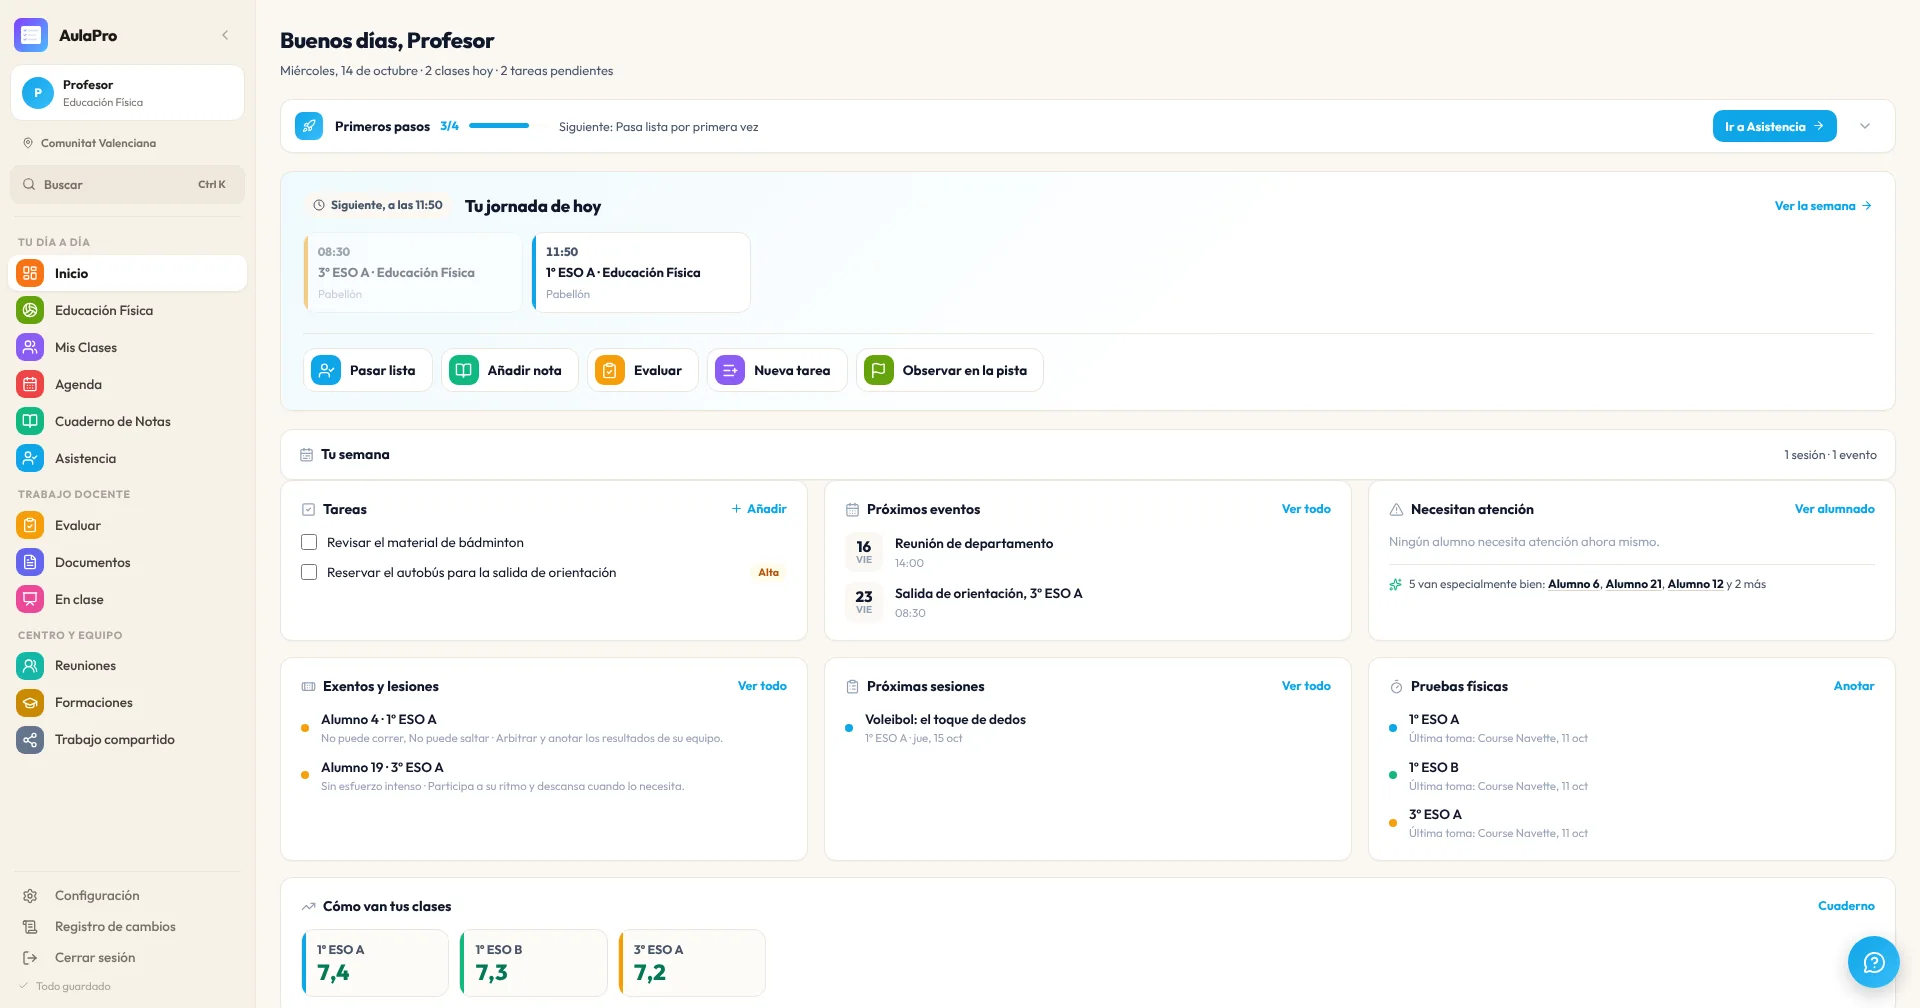 AulaPro
P
Profesor
Educación Física
Comunitat Valenciana
Buscar
Ctrl K
TU DÍA A DÍA
Inicio
Educación Física
Mis Clases
Agenda
Cuaderno de Notas
Asistencia
TRABAJO DOCENTE
Evaluar
Documentos
En clase
CENTRO Y EQUIPO
Reuniones
Formaciones
Trabajo compartido
Configuración
Registro de cambios
Cerrar sesión
Todo guardado
Buenos días, Profesor
Miércoles, 14 de octubre · 2 clases hoy · 2 tareas pendientes
Primeros pasos 3/4
Siguiente: Pasa lista por primera vez
Ir a Asistencia
Siguiente, a las 11:50
Tu jornada de hoy
Ver la semana
08:30
3º ESO A · Educación Física
Pabellón
11:50
1º ESO A · Educación Física
Pabellón
Pasar lista
Añadir nota
Evaluar
Nueva tarea
Observar en la pista
Tu semana
1 sesión · 1 evento
Tareas
+ Añadir
Revisar el material de bádminton
Reservar el autobús para la salida de orientación
Alta
Próximos eventos
Ver todo
16
VIE
Reunión de departamento
14:00
23
VIE
Salida de orientación, 3º ESO A
08:30
Necesitan atención
Ver alumnado
Ningún alumno necesita atención ahora mismo.
5 van especialmente bien: Alumno 6, Alumno 21, Alumno 12 y 2 más
Exentos y lesiones
Ver todo
Alumno 4 · 1º ESO A
No puede correr, No puede saltar · Arbitrar y anotar los resultados de su equipo.
Alumno 19 · 3º ESO A
Sin esfuerzo intenso · Participa a su ritmo y descansa cuando lo necesita.
Próximas sesiones
Ver todo
Voleibol: el toque de dedos
1º ESO A · jue, 15 oct
Pruebas físicas
Anotar
1º ESO A
Última toma: Course Navette, 11 oct
1º ESO B
Última toma: Course Navette, 11 oct
3º ESO A
Última toma: Course Navette, 11 oct
Cómo van tus clases
Cuaderno
1º ESO A
7,4
1º ESO B
7,3
3º ESO A
7,2